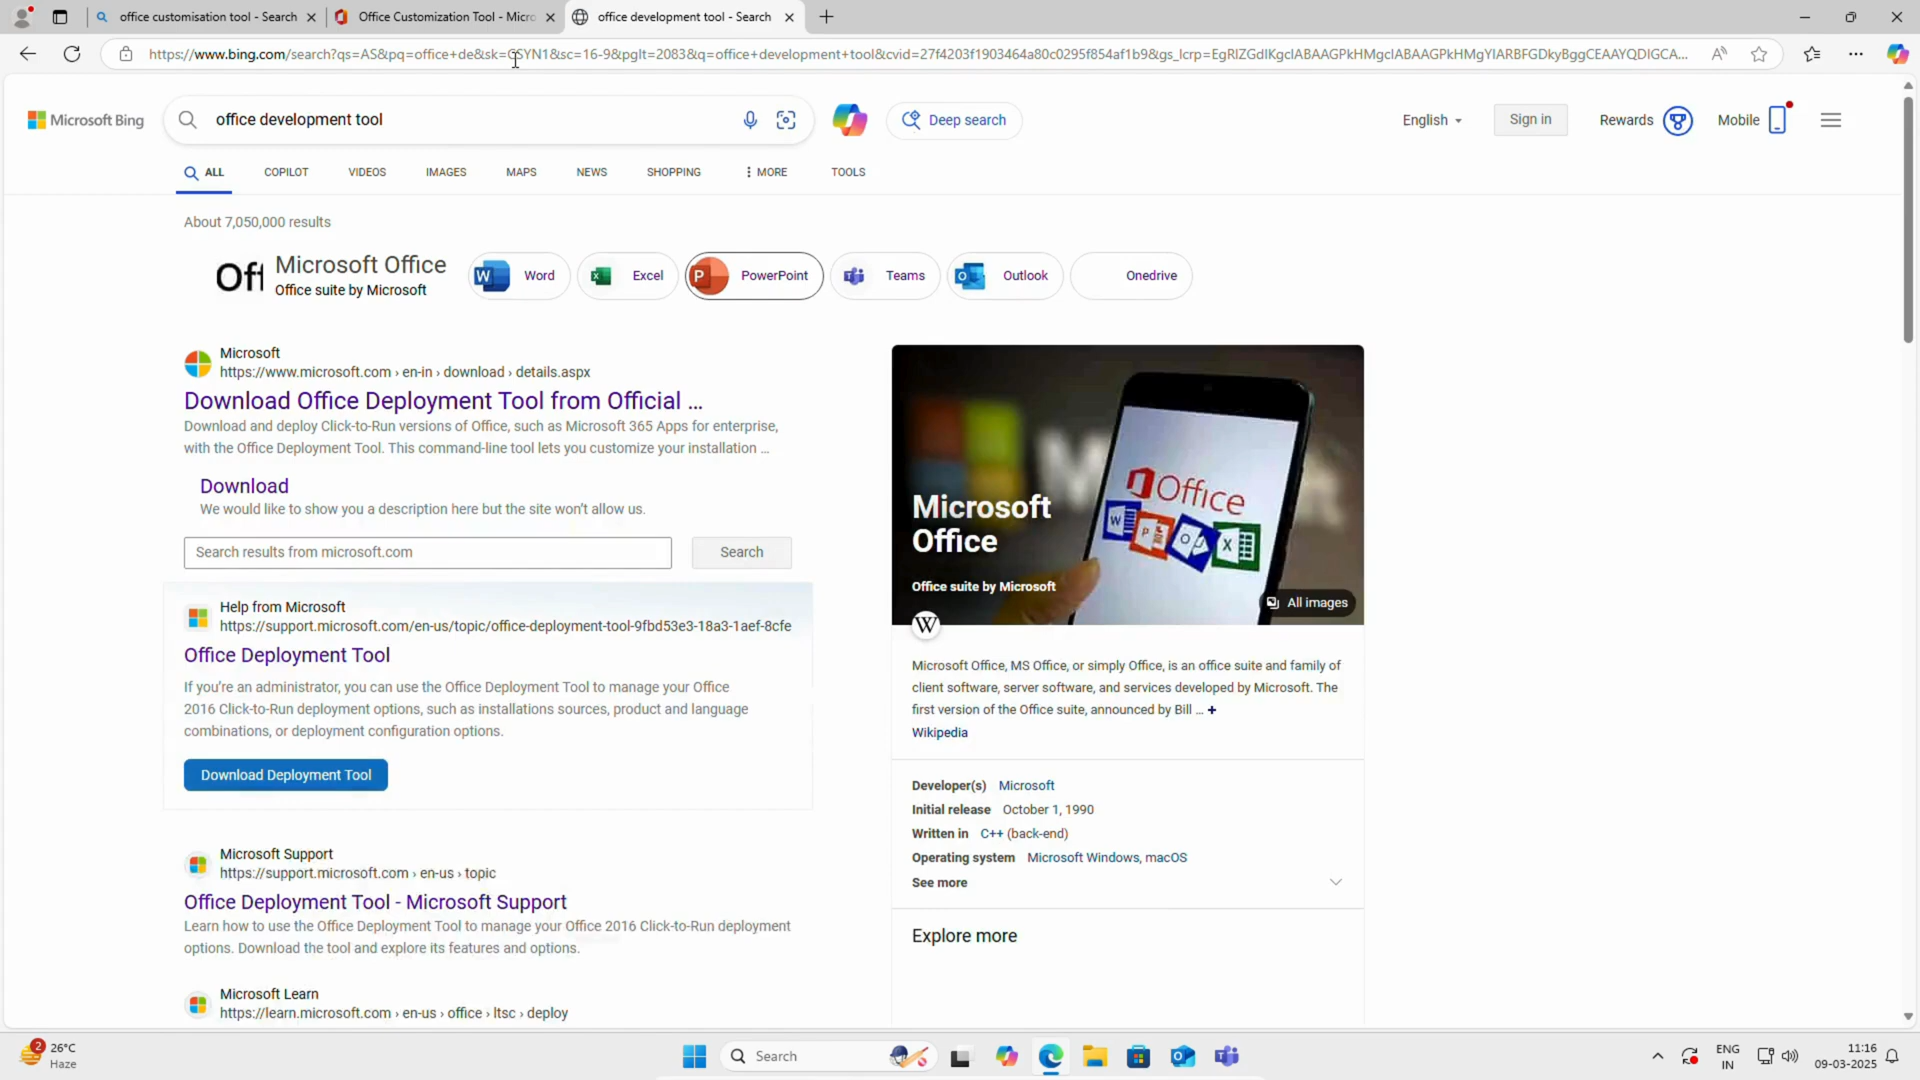 office customisation tool - Search
Office Customization Tool - Micro
office development tool - Search
https://www.bing.com/search?qs=AS&pq=office+de&sk=CSYN1&sc=16-9&pglt=2083&q=office+development+tool&cvid=27f4203f1903464a80c0295f854af1b9&gs_lcrp=EgRlZGdlKgcIABAAGPkHMgcIABAAGPkHMgYIARBFGDkyBggCEAAYQDIGCA...
Microsoft Bing
office development tool
Deep search
English
Sign in
Rewards
Mobile
ALL
COPILOT
VIDEOS
IMAGES
MAPS
NEWS
SHOPPING
MORE
TOOLS
About 7,050,000 results
Microsoft Office
Office suite by Microsoft
Word
Excel
PowerPoint
Teams
Outlook
Onedrive
Microsoft
https://www.microsoft.com › en-in › download › details.aspx
Download Office Deployment Tool from Official ...
Download and deploy Click-to-Run versions of Office, such as Microsoft 365 Apps for enterprise,
with the Office Deployment Tool. This command-line tool lets you customize your installation ...
Download
We would like to show you a description here but the site won't allow us.
Search results from microsoft.com
Search
Help from Microsoft
https://support.microsoft.com/en-us/topic/office-deployment-tool-9fbd53e3-18a3-1aef-8cfe
Office Deployment Tool
If you're an administrator, you can use the Office Deployment Tool to manage your Office
2016 Click-to-Run deployment options, such as installations sources, product and language
combinations, or deployment configuration options.
Download Deployment Tool
Microsoft Support
https://support.microsoft.com › en-us › topic
Office Deployment Tool - Microsoft Support
Learn how to use the Office Deployment Tool to manage your Office 2016 Click-to-Run deployment
options. Download the tool and explore its features and options.
Microsoft Learn
https://learn.microsoft.com › en-us › office › ltsc › deploy
Office
Microsoft
Office
Office suite by Microsoft
All images
W
Microsoft Office, MS Office, or simply Office, is an office suite and family of
client software, server software, and services developed by Microsoft. The
first version of the Office suite, announced by Bill ... +
Wikipedia
Developer(s) Microsoft
Initial release October 1, 1990
Written in C++ (back-end)
Operating system Microsoft Windows, macOS
See more
Explore more
2
26°C
Haze
Search
ENG
IN
11:16
09-03-2025